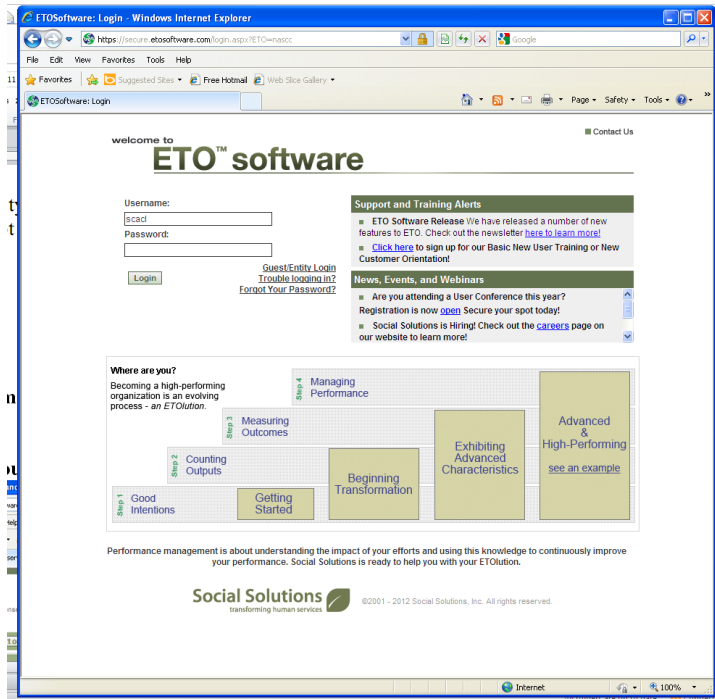 ETOSoftware: Login - Windows Internet Explorer
https://secure.etosoftware.com/login.aspx?ETO=nascc
Google
File Edit View Favorites Tools Help
Favorites Suggested Sites Free Hotmail Web Slice Gallery
ETOSoftware: Login
Page Safety Tools
Contact Us
welcome to
ETO™ software
Username:
scacl
Password:
Guest/Entity Login
Login
Trouble logging in?
Forgot Your Password?
Support and Training Alerts
ETO Software Release We have released a number of new
features to ETO. Check out the newsletter here to learn more!
Click here to sign up for our Basic New User Training or New
Customer Orientation!
News, Events, and Webinars
Are you attending a User Conference this year?
Registration is now open Secure your spot today!
Social Solutions is Hiring! Check out the careers page on
our website to learn more!
Where are you?
Becoming a high-performing
organization is an evolving
process - an ETOlution.
Step 4
Managing
Performance
Step 3
Measuring
Outcomes
Step 2
Counting
Outputs
Step 1
Good
Intentions
Getting
Started
Beginning
Transformation
Exhibiting
Advanced
Characteristics
Advanced
&
High-Performing
see an example
Performance management is about understanding the impact of your efforts and using this knowledge to continuously improve
your performance. Social Solutions is ready to help you with your ETOlution.
Social Solutions
transforming human services
©2001 - 2012 Social Solutions, Inc. All rights reserved.
Internet
100%